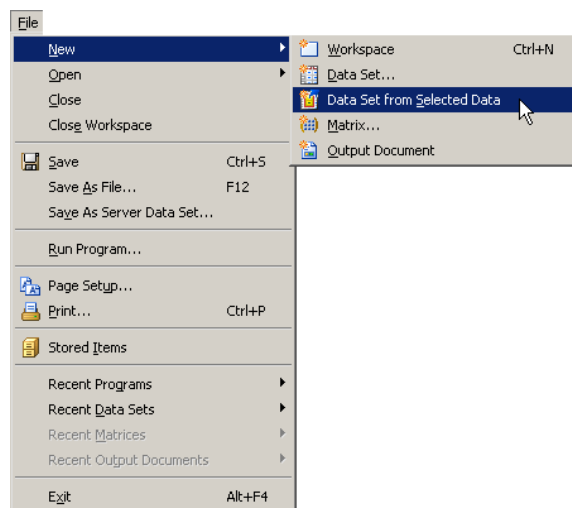 File
New
Open
Close
Close Workspace
Save Ctrl+S
Save As File... F12
Save As Server Data Set...
Run Program...
Page Setup...
Print... Ctrl+P
Stored Items
Recent Programs
Recent Data Sets
Recent Matrices
Recent Output Documents
Exit Alt+F4
Workspace Ctrl+N
Data Set...
Data Set from Selected Data
Matrix...
Output Document